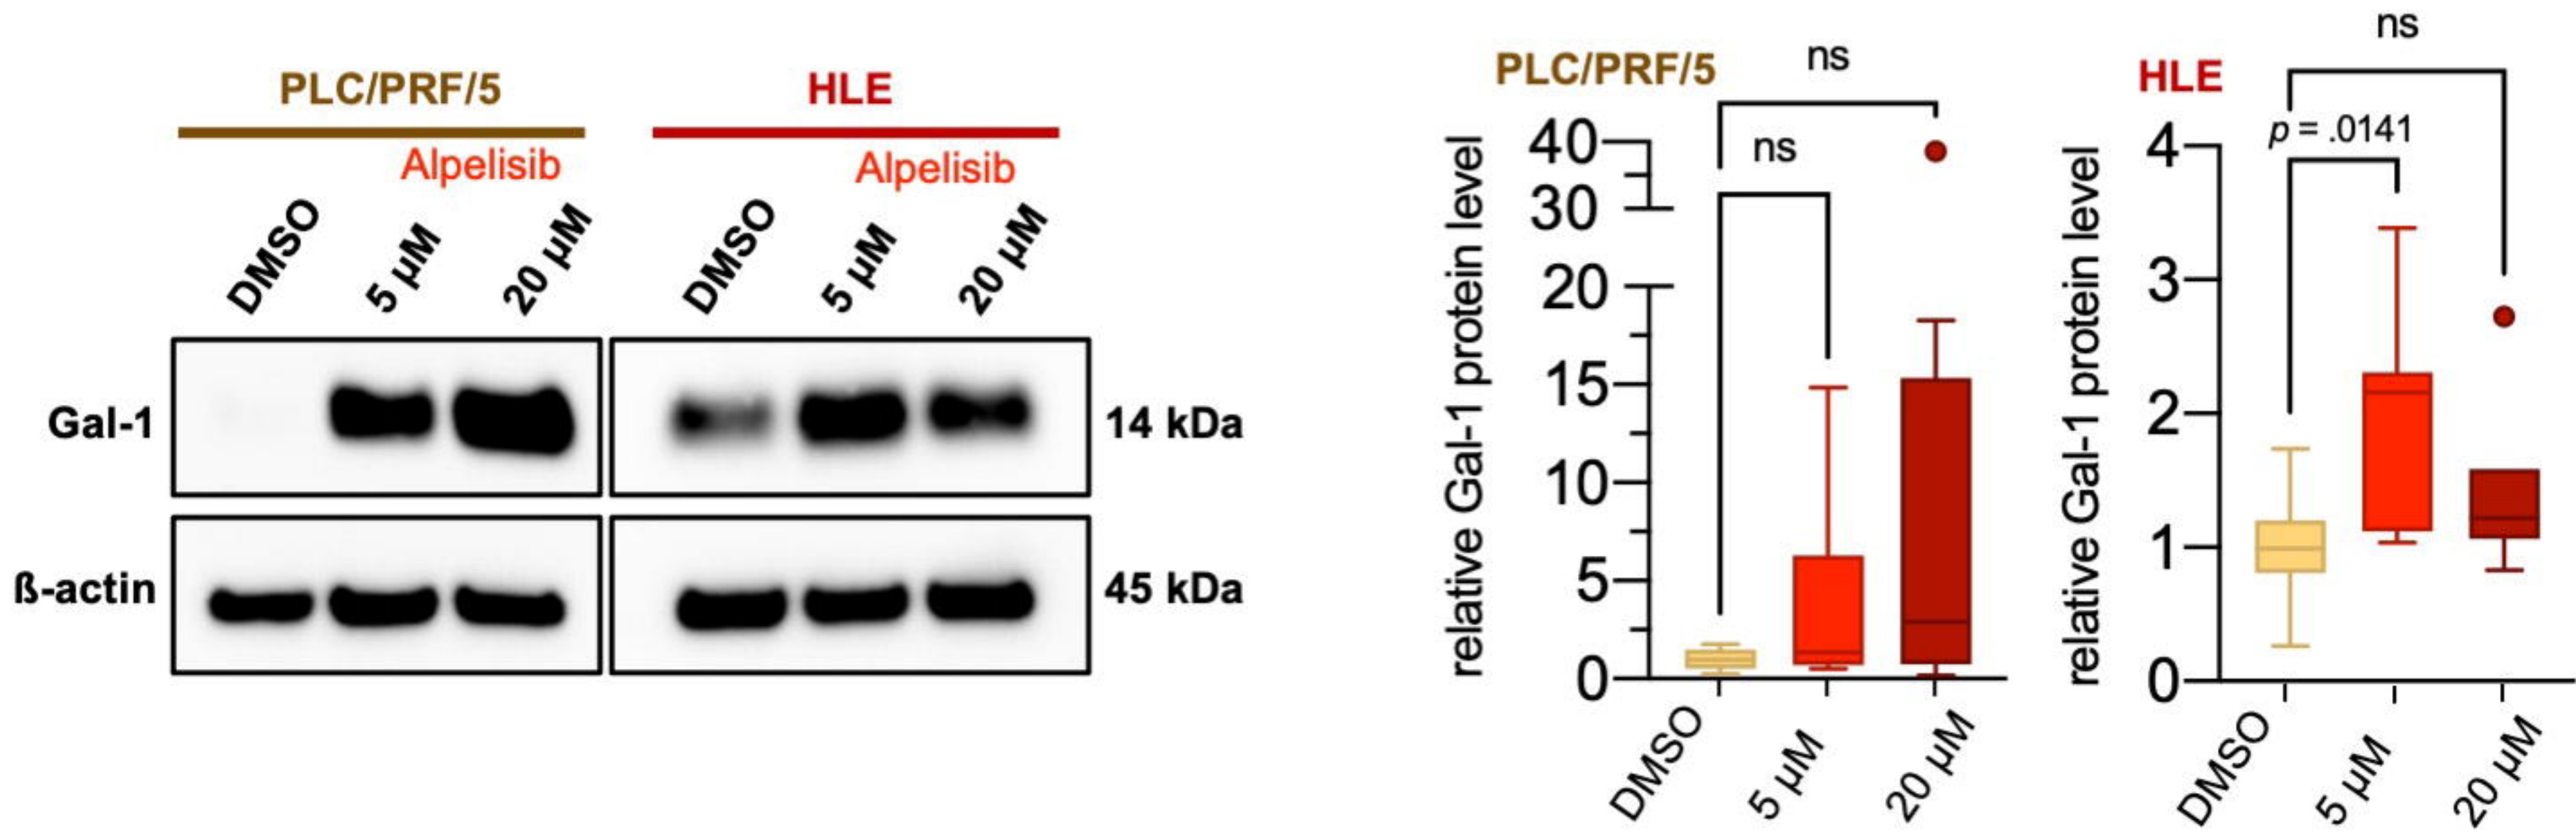 PLC/PRF/5
HLE
Alpelisib
Alpelisib
DMSO
5 µM
20 µM
DMSO
5 µM
20 µM
Gal-1
14 kDa
ß-actin
45 kDa
PLC/PRF/5
ns
ns
relative Gal-1 protein level
40
30
20
15
10
5
0
DMSO
5 µM
20 µM
HLE
ns
p = .0141
relative Gal-1 protein level
4
3
2
1
0
DMSO
5 µM
20 µM